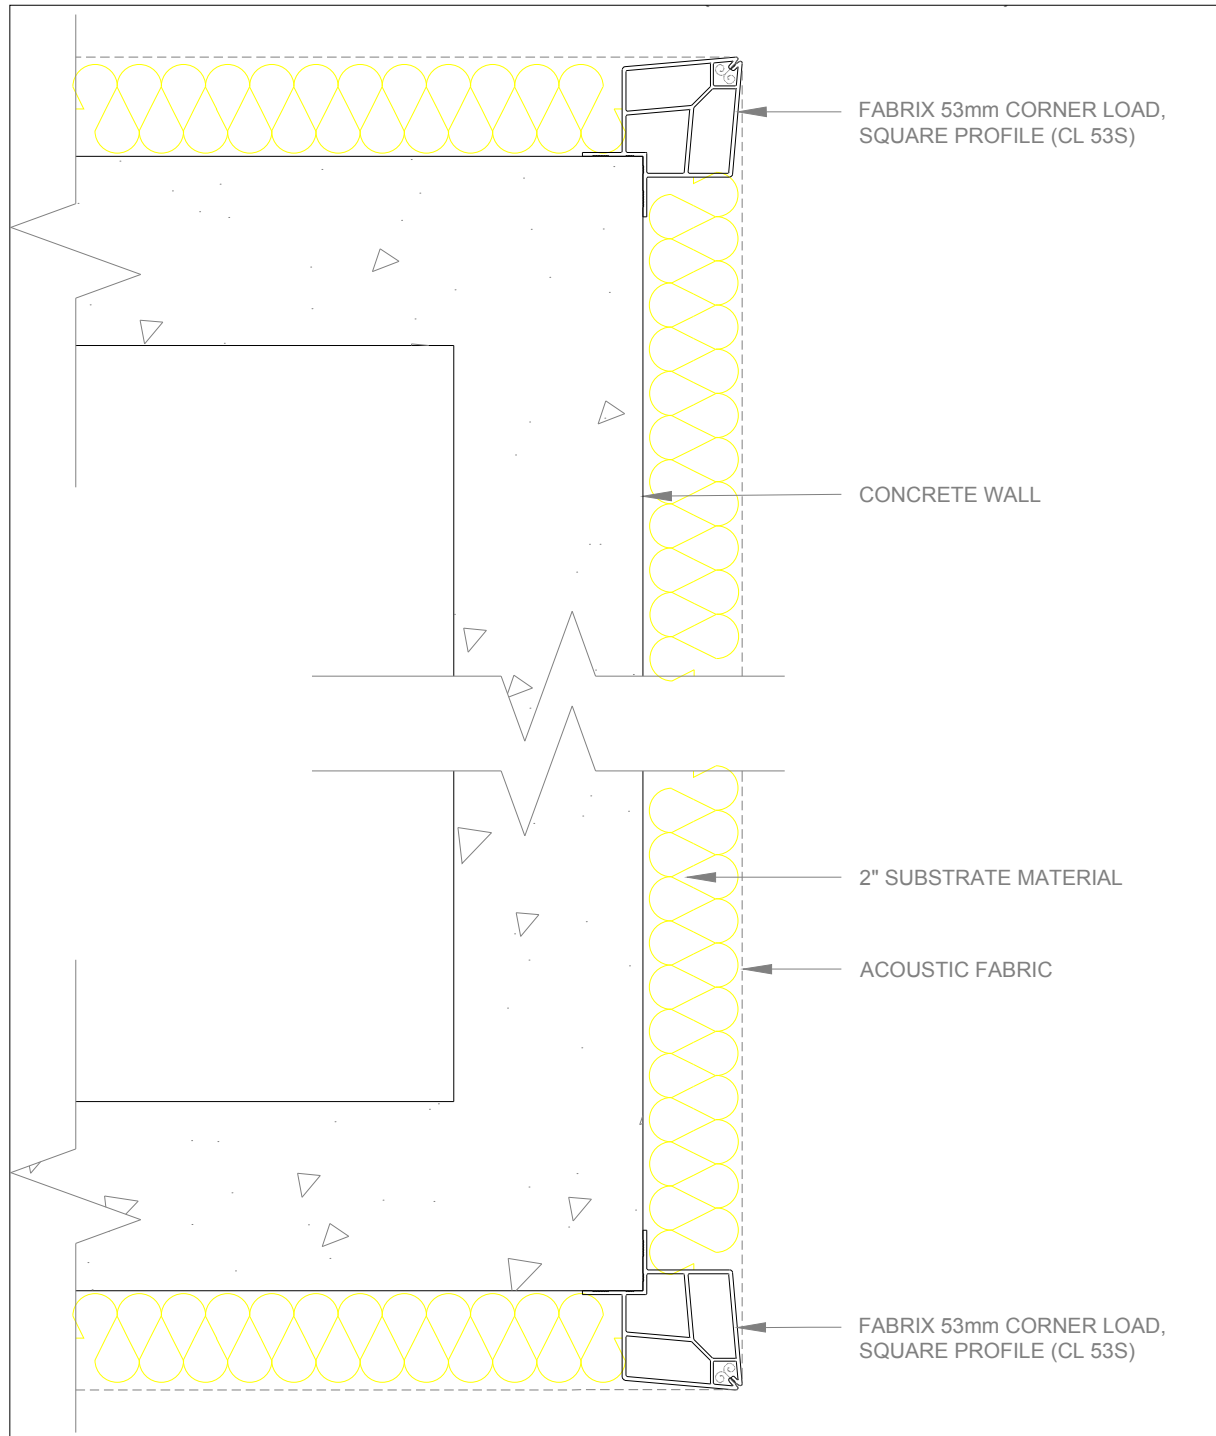 FABRIX 53mm CORNER LOAD,
SQUARE PROFILE (CL 53S)
CONCRETE WALL
2" SUBSTRATE MATERIAL
ACOUSTIC FABRIC
FABRIX 53mm CORNER LOAD,
SQUARE PROFILE (CL 53S)